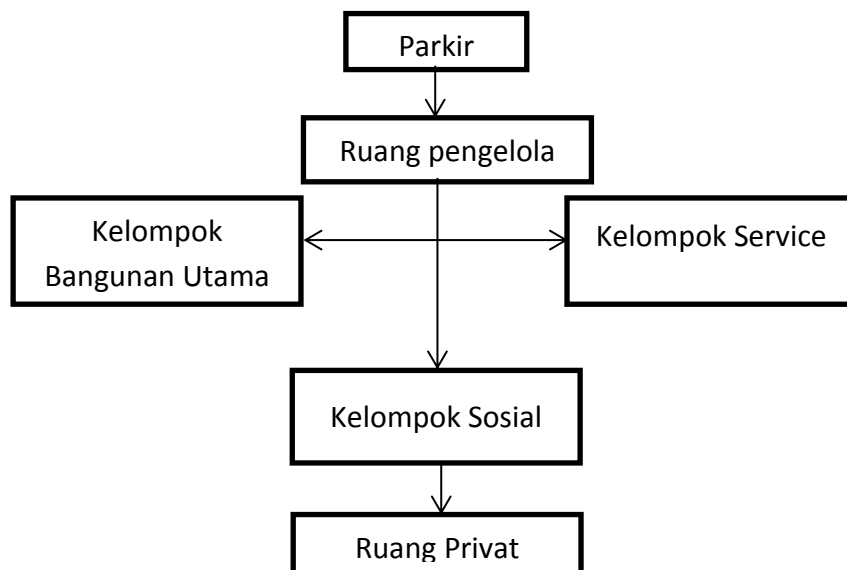 Parkir
Ruang pengelola
Kelompok
Bangunan Utama
Kelompok Service
Kelompok Sosial
Ruang Privat